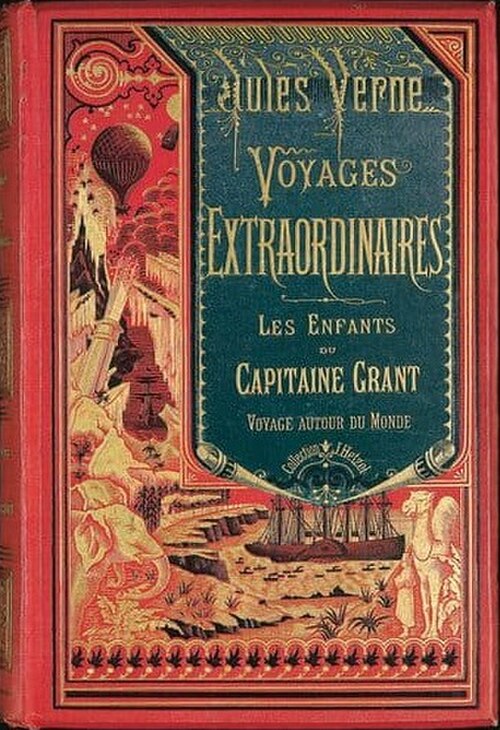 Jules Verne
Voyages
Extraordinaires
Les Enfants
du
Capitaine Grant
Voyage autour du Monde
Collection J. Hetzel